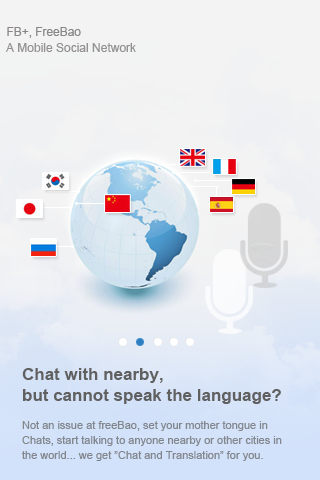 FB+, FreeBao
A Mobile Social Network
Chat with nearby,
but cannot speak the language?
Not an issue at freeBao, set your mother tongue in
Chats, start talking to anyone nearby or other cities in
the world... we get "Chat and Translation" for you.